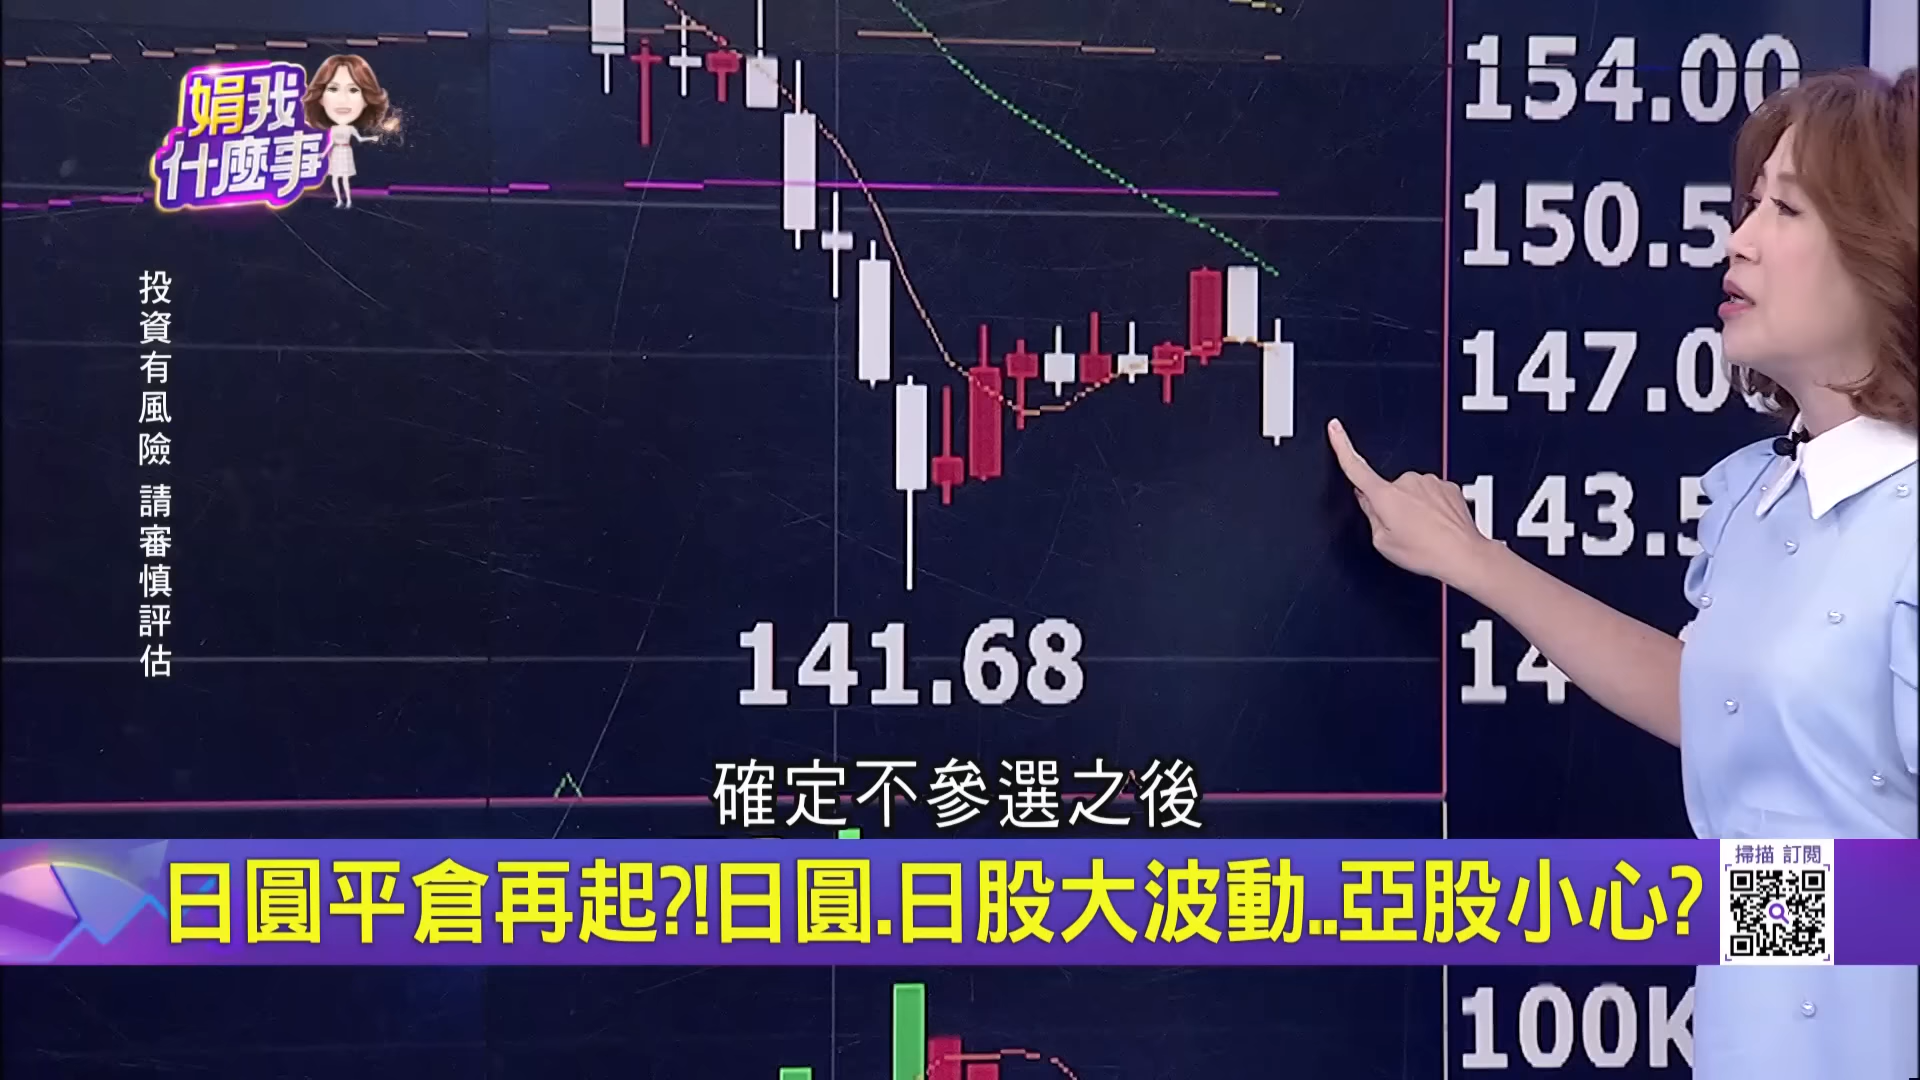 娟我
什麼事
投資有風險 請審慎評估
154.00
150.5
147.0
143.5
14
141.68
確定不參選之後
日圓平倉再起?!日圓.日股大波動..亞股小心?
掃描 訂閱
100K